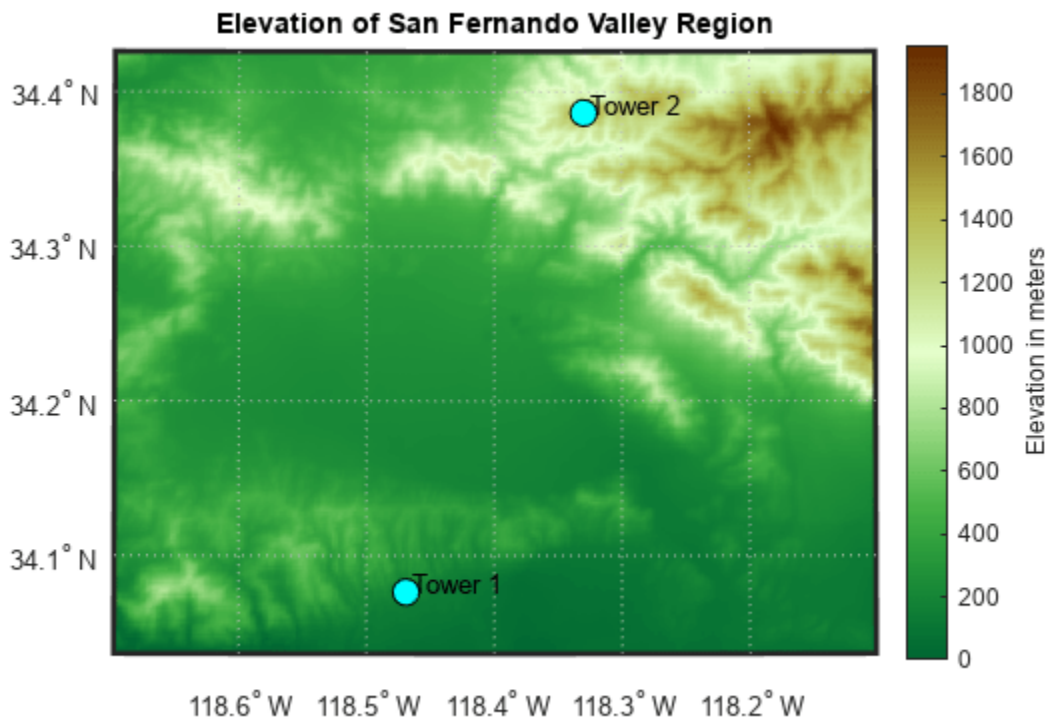 Elevation of San Fernando Valley Region
34.4° N
34.3° N
34.2° N
34.1° N
Tower 2
Tower 1
118.6° W
118.5° W
118.4° W
118.3° W
118.2° W
1800
1600
1400
1200
1000
800
600
400
200
0
Elevation in meters